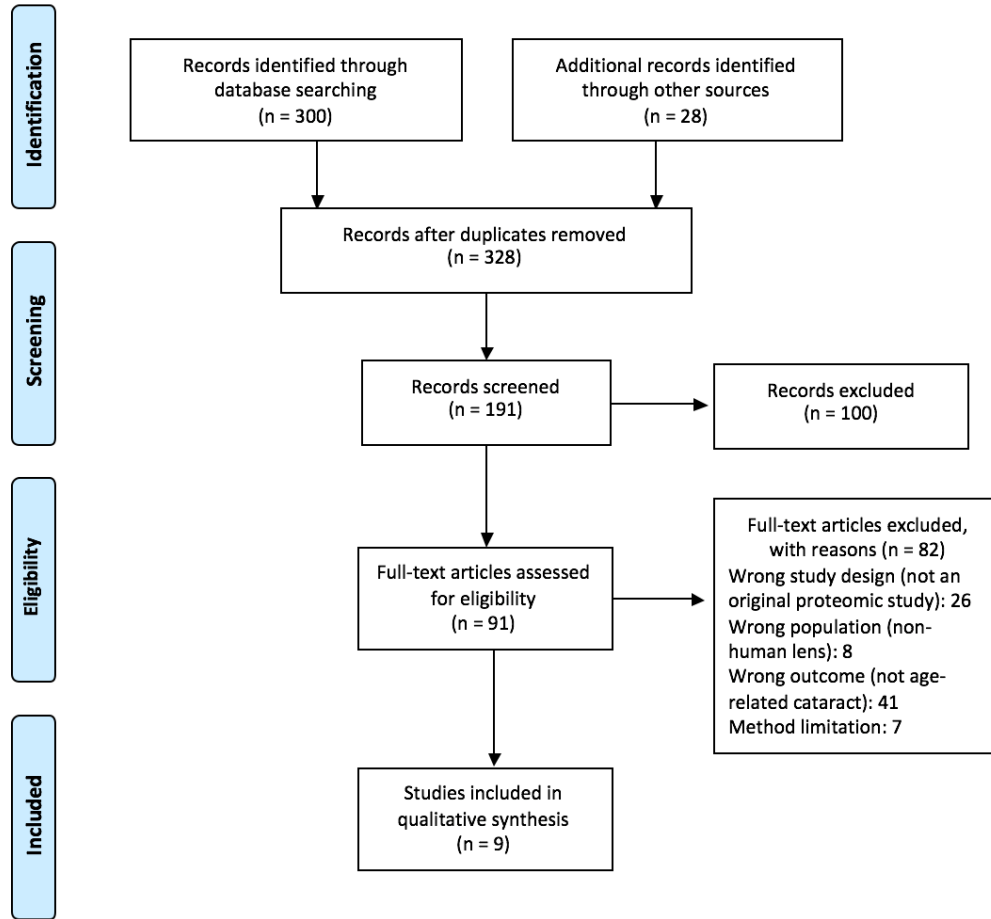 Identification
Records identified through
database searching
(n = 300)
Additional records identified
through other sources
(n = 28)
Records after duplicates removed
(n = 328)
Screening
Records screened
(n = 191)
Records excluded
(n = 100)
Eligibility
Full-text articles assessed
for eligibility
(n = 91)
Full-text articles excluded,
with reasons (n = 82)
Wrong study design (not an
original proteomic study): 26
Wrong population (non-
human lens): 8
Wrong outcome (not age-
related cataract): 41
Method limitation: 7
Included
Studies included in
qualitative synthesis
(n = 9)